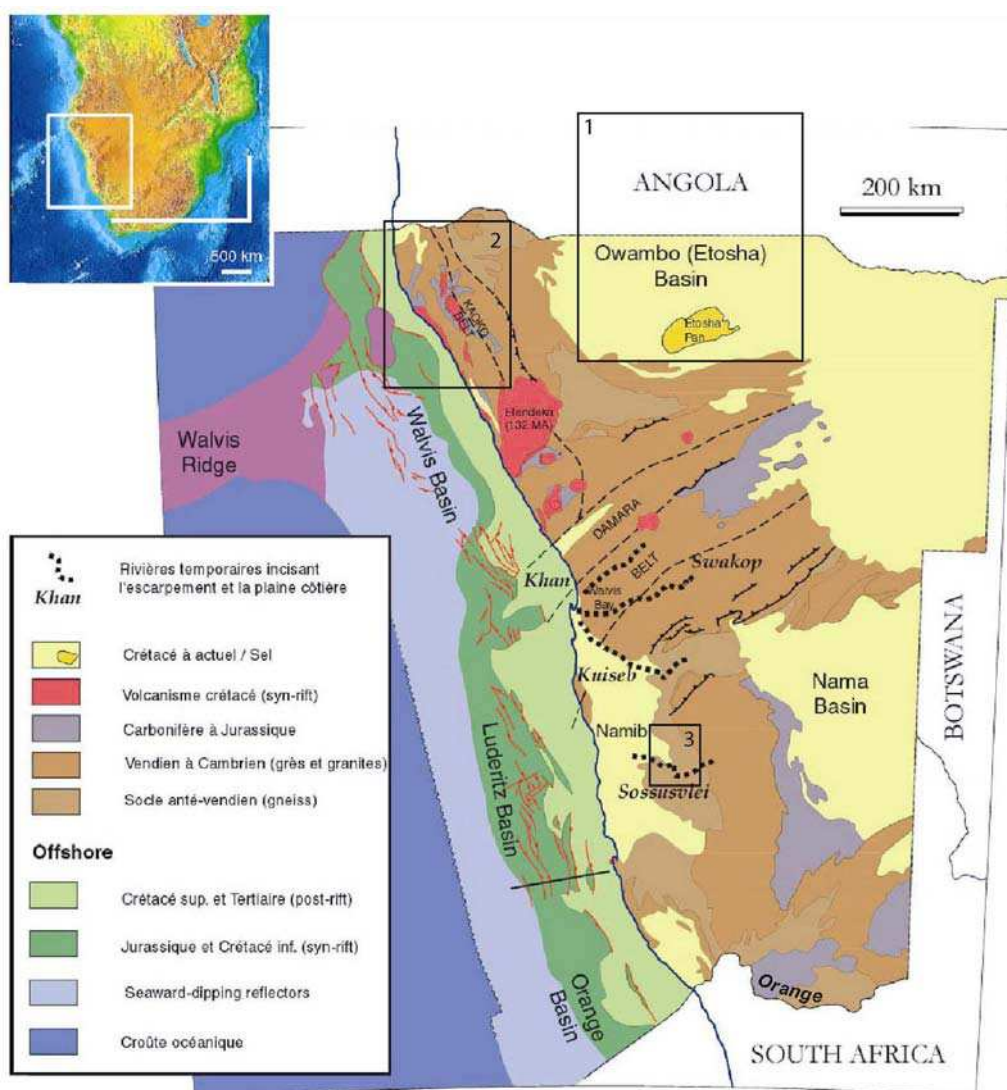 500 km
1
ANGOLA
200 km
2
Owambo (Etosha)
Basin
Etosha
Pan
KAOKO
BELT
Etendeka
(132 MA)
Walvis
Ridge
Walvis Basin
DAMARA
BELT
Khan
Swakop
Walvis
Bay
Kuiseb
Nama
Basin
BOTSWANA
Namib
3
Sossusvlei
Luderitz Basin
Orange
Basin
Orange
SOUTH AFRICA
Khan
Rivières temporaires incisant
l'escarpement et la plaine côtière
Crétacé à actuel / Sel
Volcanisme crétacé (syn-rift)
Carbonifère à Jurassique
Vendien à Cambrien (grès et granites)
Socle anté-vendien (gneiss)
Offshore
Crétacé sup. et Tertiaire (post-rift)
Jurassique et Crétacé inf. (syn-rift)
Seaward-dipping reflectors
Croûte océanique